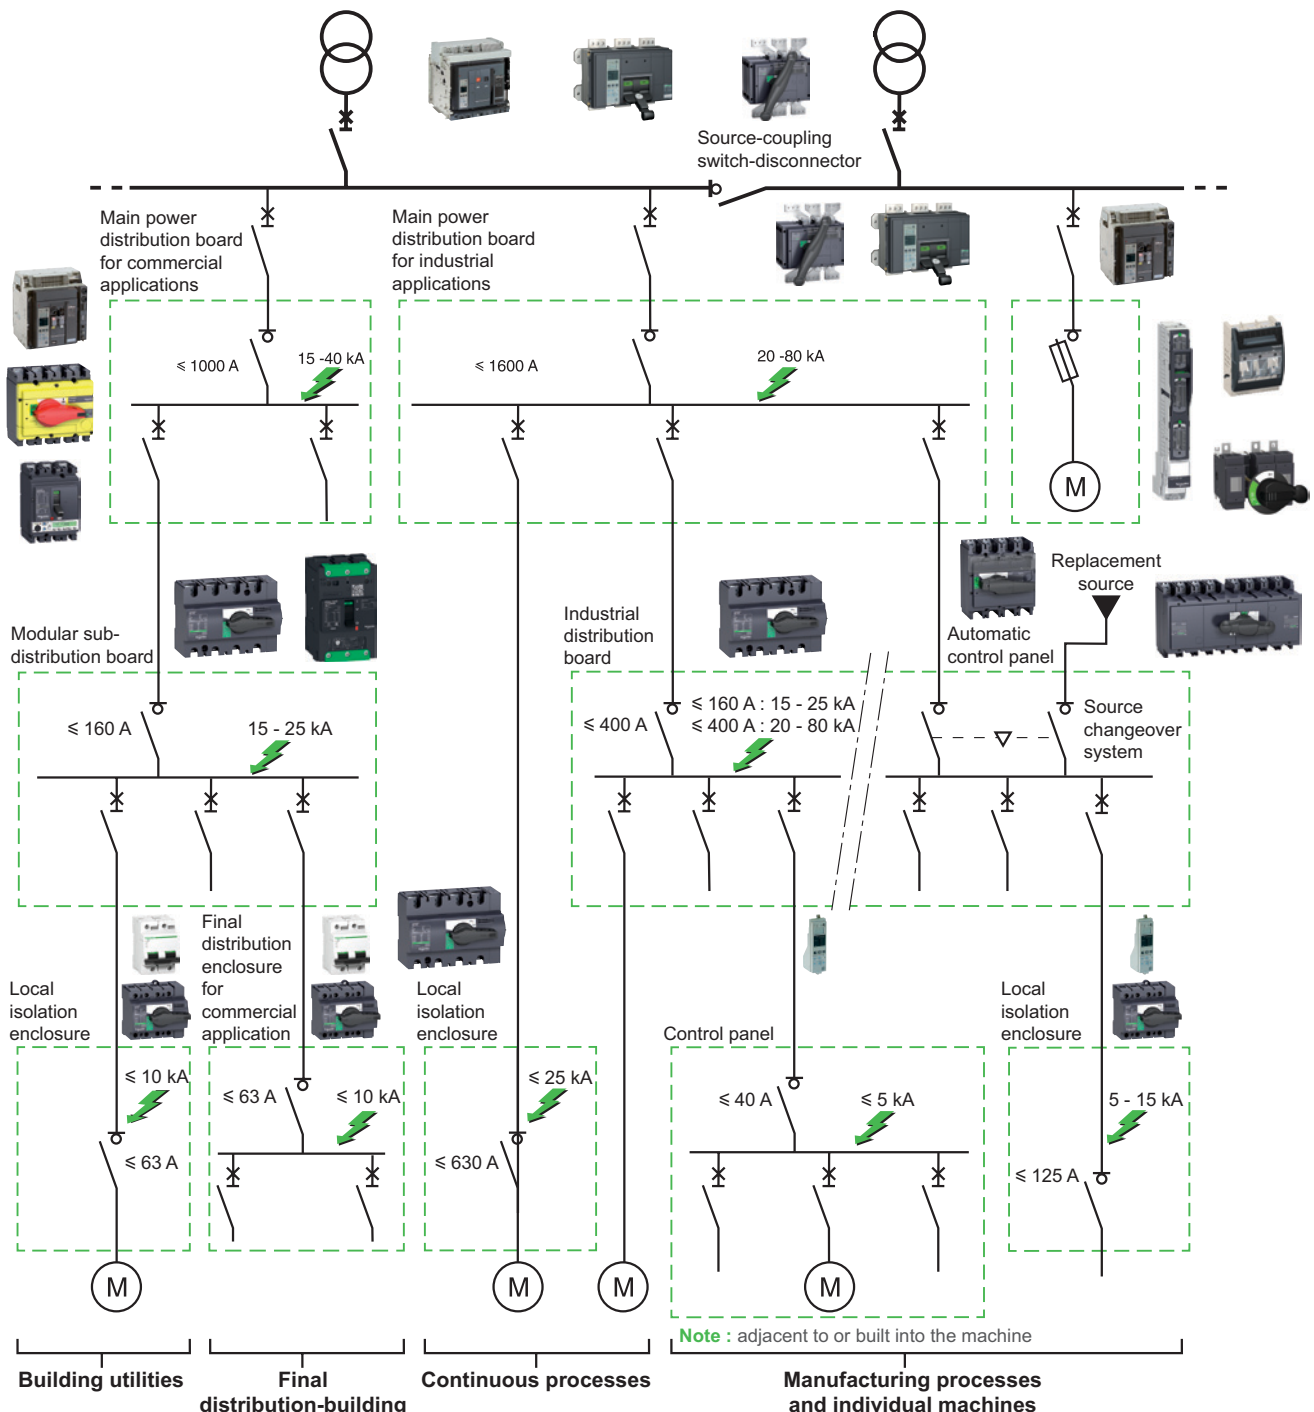 Source-coupling
switch-disconnector
Main power
distribution board
for commercial
applications
Main power
distribution board
for industrial
applications
≤ 1000 A
15 -40 kA
≤ 1600 A
20 -80 kA
M
Replacement
source
Modular sub-
distribution board
Industrial
distribution
board
Automatic
control panel
≤ 160 A
15 - 25 kA
≤ 400 A
≤ 160 A : 15 - 25 kA
≤ 400 A : 20 - 80 kA
Source
changeover
system
Local
isolation
enclosure
Final
distribution
enclosure
for
commercial
application
Local
isolation
enclosure
Control panel
Local
isolation
enclosure
≤ 10 kA
≤ 63 A
≤ 63 A
≤ 10 kA
≤ 25 kA
≤ 630 A
≤ 40 A
≤ 5 kA
5 - 15 kA
≤ 125 A
M
M
M
M
Note : adjacent to or built into the machine
Building utilities
Final
distribution-building
Continuous processes
Manufacturing processes
and individual machines